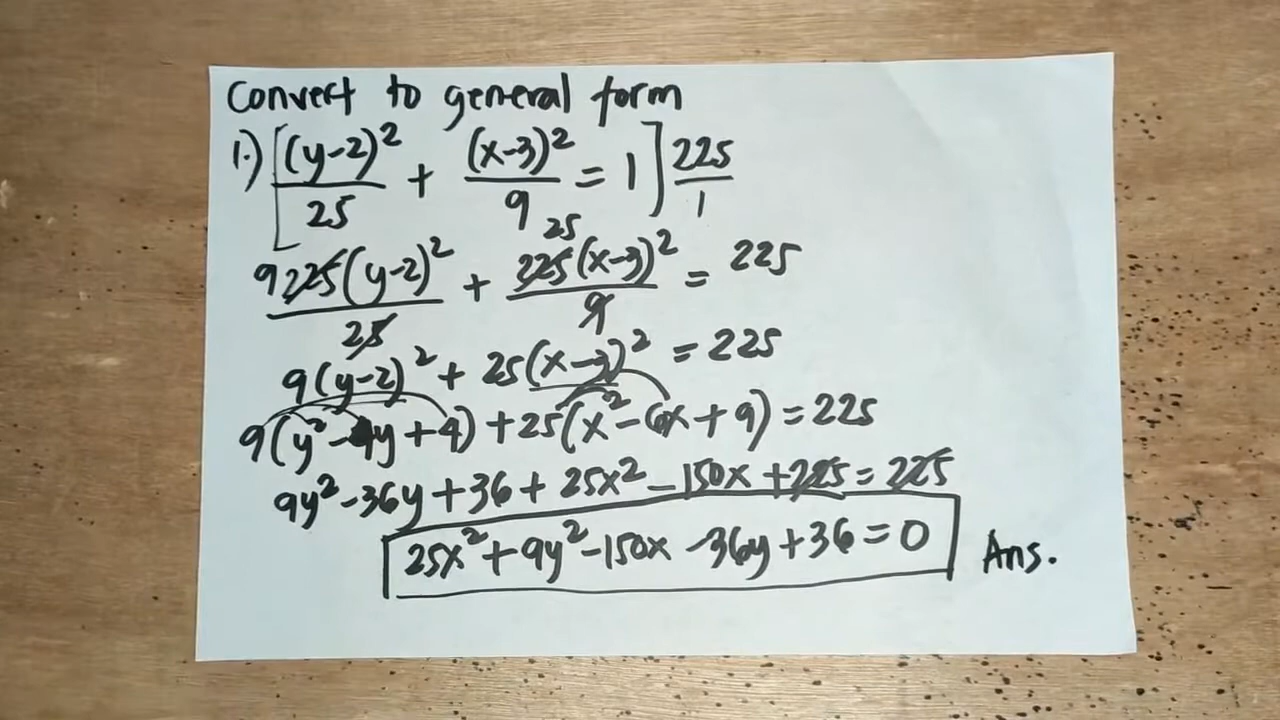 Convert to general form
1.) [(y-2)²/25 + (x-3)²/9 = 1] 225/1
9 225(y-2)²/25 + 25 225(x-3)²/9 = 225
9(y-2)² + 25(x-3)² = 225
9(y²-4y+4) + 25(x²-6x+9) = 225
9y²-36y+36+25x²-150x+225=225
25x²+9y²-150x-36y+36=0 Ans.